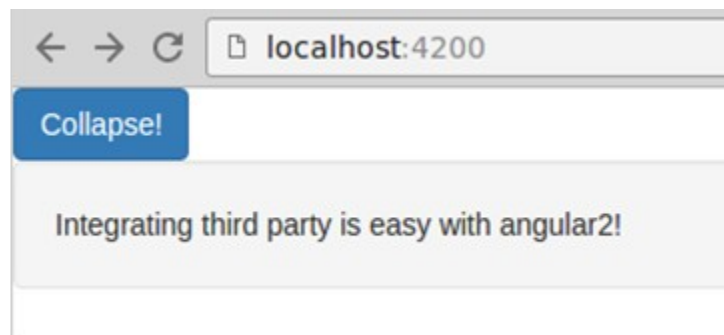 localhost:4200
Collapse!
Integrating third party is easy with angular2!